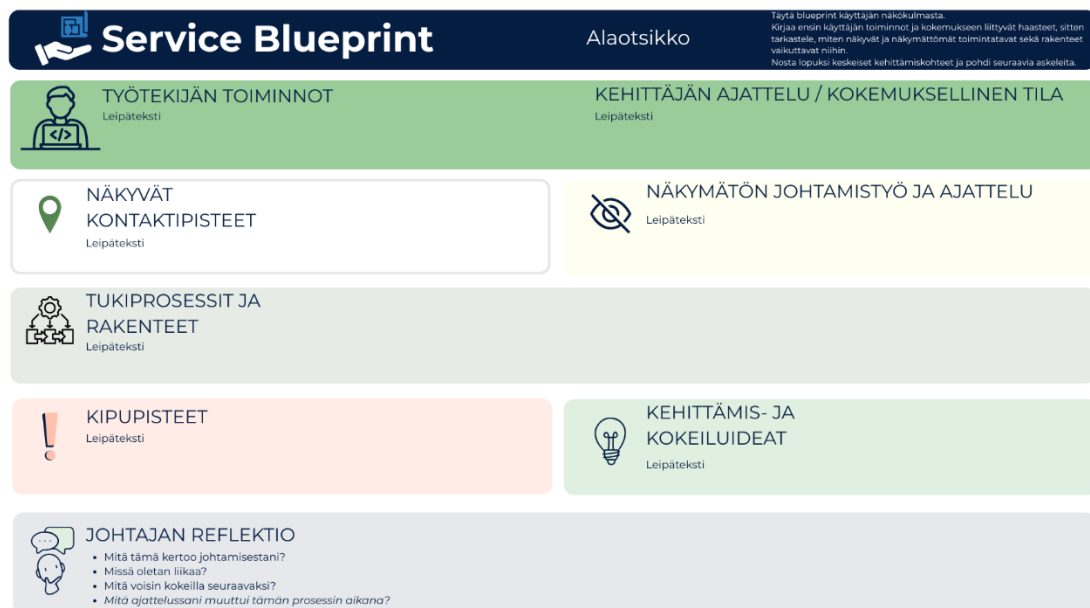 Service Blueprint
Alaotsikko
Täytä blueprint käyttäjän näkökulmasta.
Kirjaa ensin käyttäjän toiminnot ja kokemukseen liittyvät haasteet, sitten
tarkastele, miten näkyvät ja näkymättömät toimintatavat sekä rakenteet
vaikuttavat niihin.
Nosta lopuksi keskeiset kehittämiskohteet ja pohdi seuraavia askeleita.
TYÖTEKIJÄN TOIMINNOT
Leipäteksti
KEHITTÄJÄN AJATTELU / KOKEMUKSELLINEN TILA
Leipäteksti
</>
NÄKYVÄT
KONTAKTIPISTEET
Leipäteksti
NÄKYMÄTÖN JOHTAMISTYÖ JA AJATTELU
Leipäteksti
TUKIPROSESSIT JA
RAKENTEET
Leipäteksti
KIPUPISTEET
Leipäteksti
KEHITTÄMIS- JA
KOKEILUIDEAT
Leipäteksti
JOHTAJAN REFLEKTIO
• Mitä tämä kertoo johtamisestani?
• Missä oletan liikaa?
• Mitä voisin kokeilla seuraavaksi?
• Mitä ajattelussani muuttui tämän prosessin aikana?